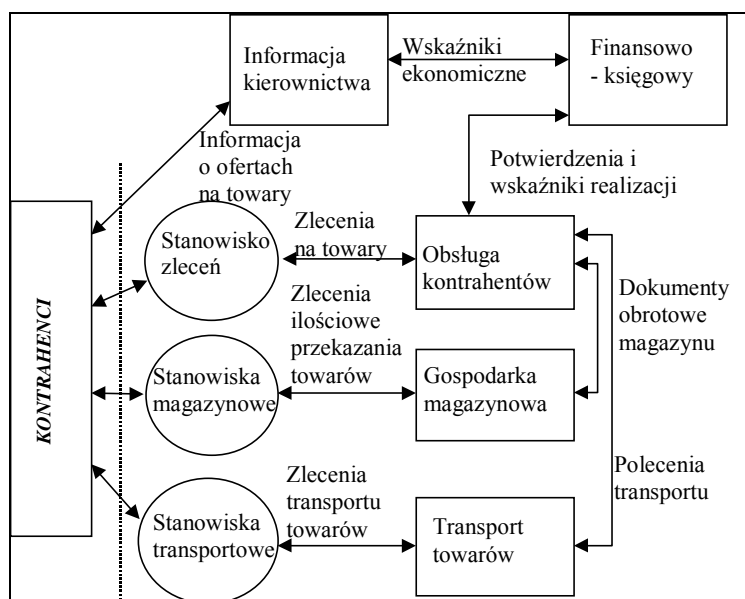 Informacja
kierownictwa
Wskaźniki
ekonomiczne
Finansowo
- księgowy
Informacja
o ofertach
na towary
Potwierdzenia i
wskaźniki realizacji
KONTRAHENCI
Stanowisko
zleceń
Zlecenia
na towary
Obsługa
kontrahentów
Dokumenty
obrotowe
magazynu
Zlecenia
ilościowe
przekazania
towarów
Stanowiska
magazynowe
Gospodarka
magazynowa
Polecenia
transportu
Zlecenia
transportu
towarów
Stanowiska
transportowe
Transport
towarów